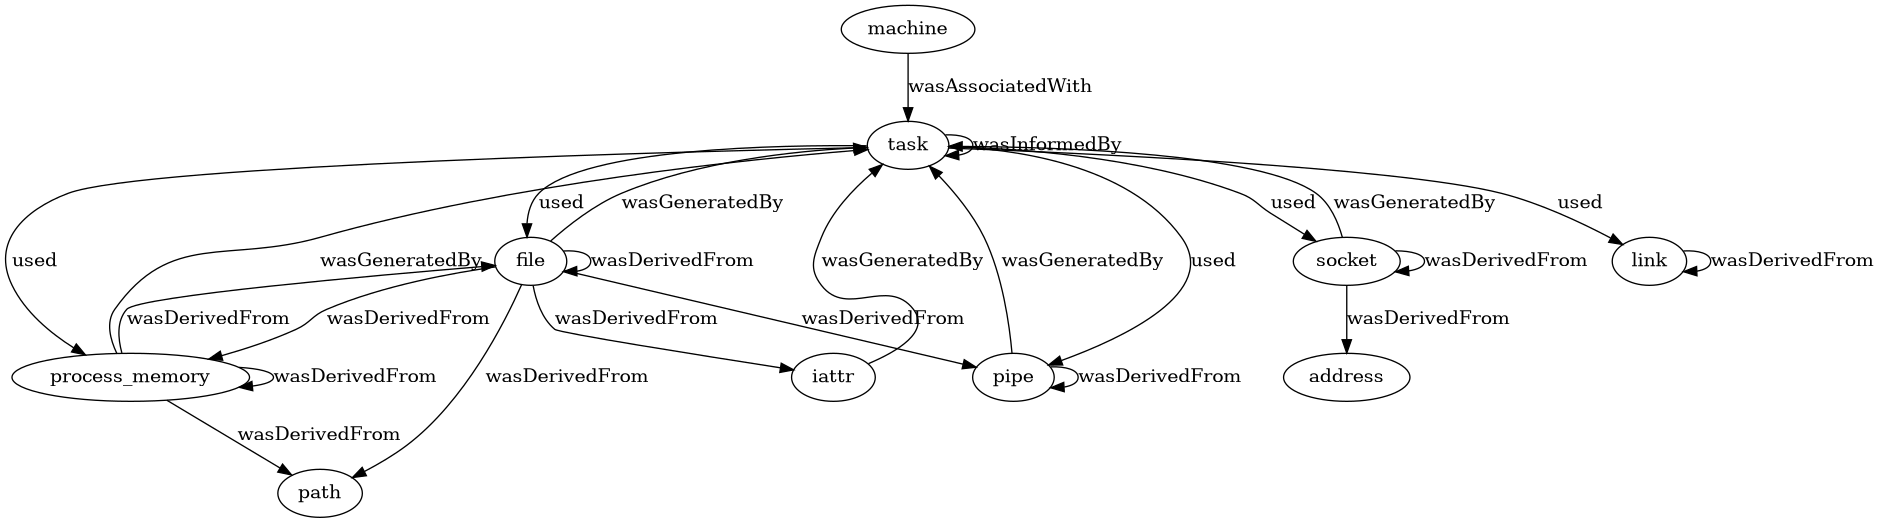 machine
wasAssociatedWith
task
wasInformedBy
used
wasGeneratedBy
used
wasGeneratedBy
used
used
wasGeneratedBy
file
wasDerivedFrom
wasGeneratedBy
wasGeneratedBy
used
socket
wasDerivedFrom
link
wasDerivedFrom
wasDerivedFrom
wasDerivedFrom
wasDerivedFrom
wasDerivedFrom
wasDerivedFrom
process_memory
wasDerivedFrom
wasDerivedFrom
iattr
pipe
wasDerivedFrom
address
wasDerivedFrom
path